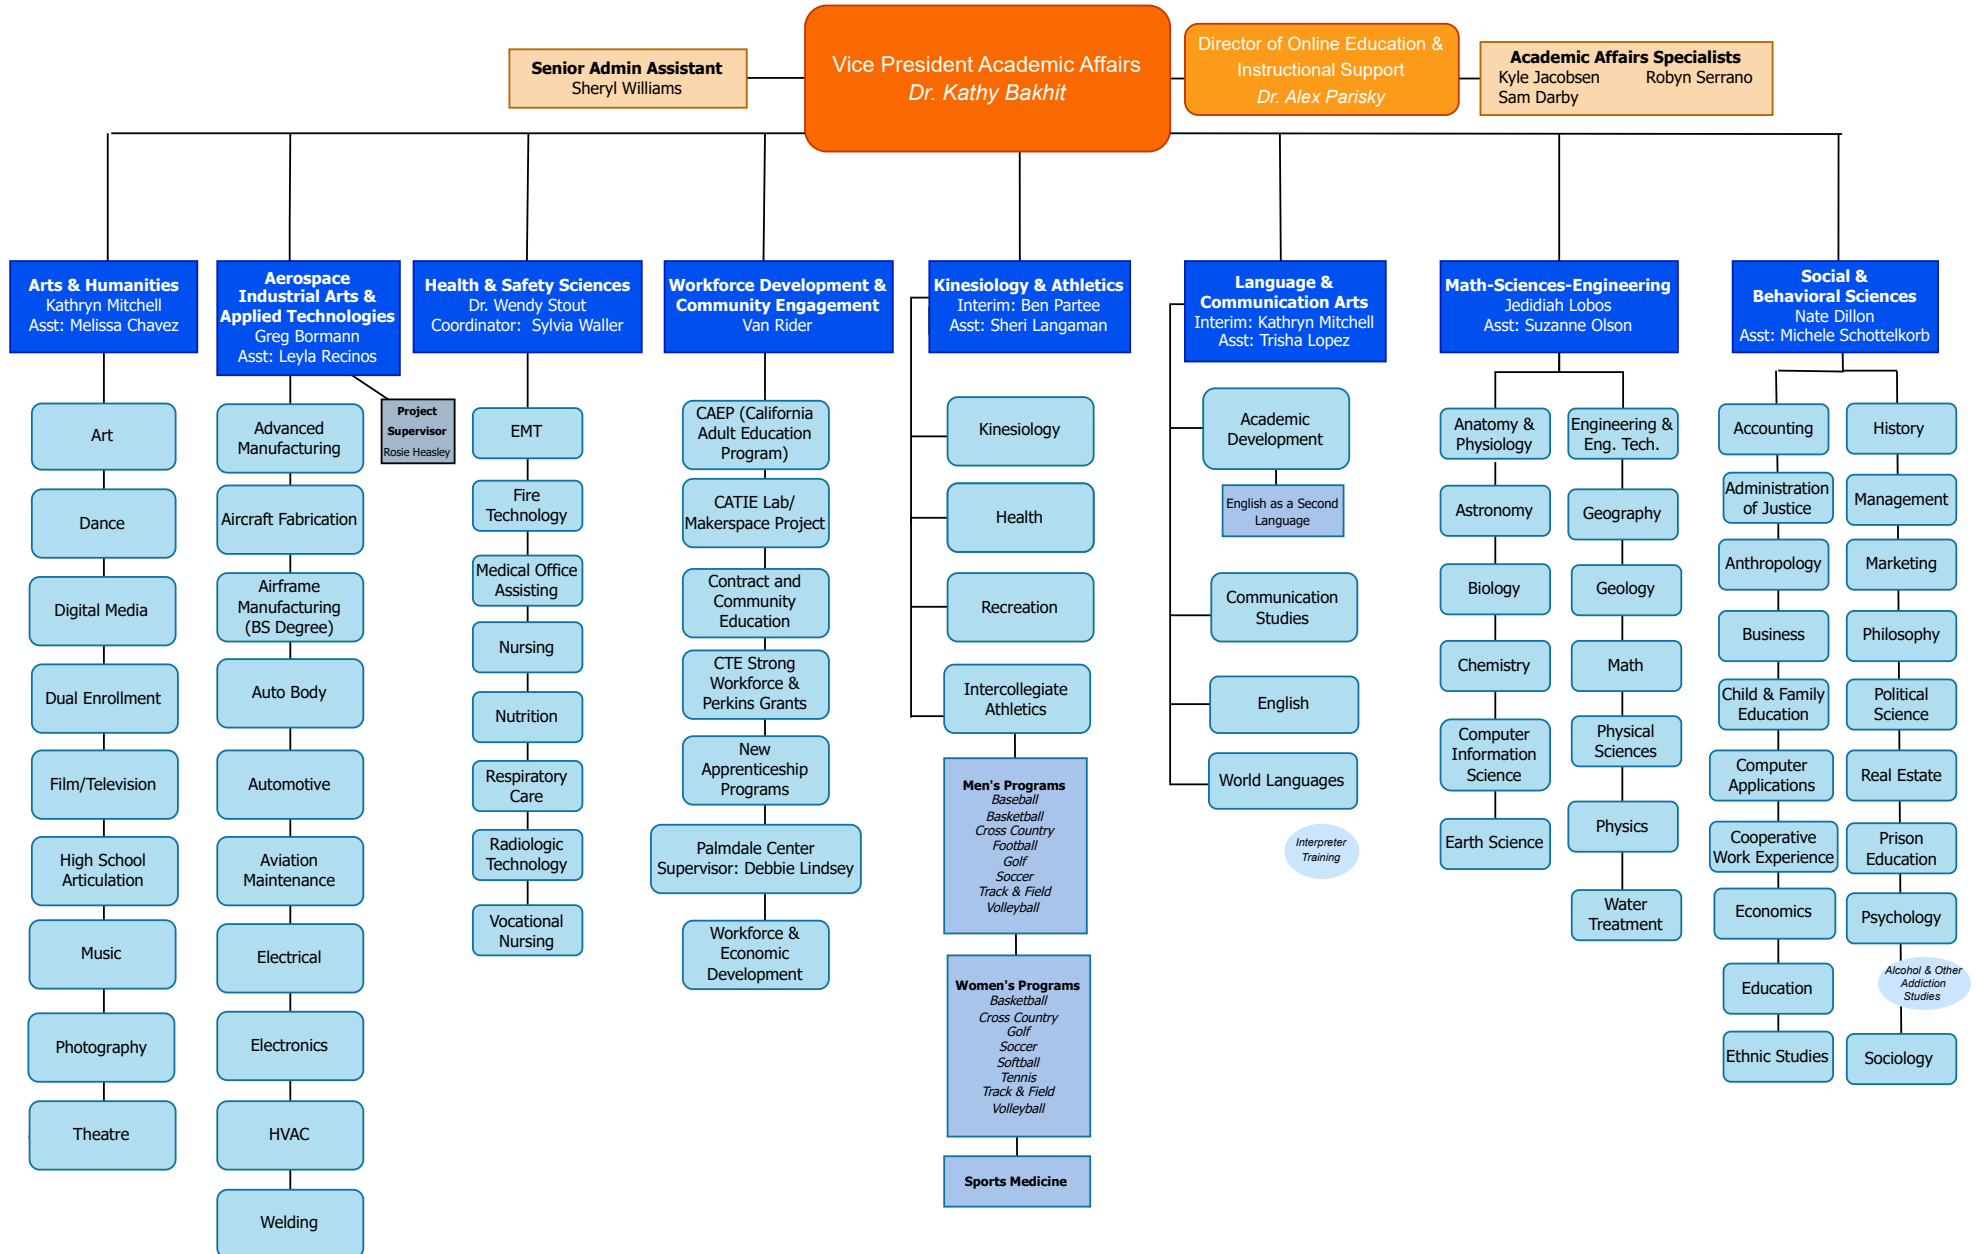 Senior Admin Assistant
Sheryl Williams
Vice President Academic Affairs
Dr. Kathy Bakhit
Director of Online Education &
Instructional Support
Dr. Alex Parisky
Academic Affairs Specialists
Kyle Jacobsen Robyn Serrano
Sam Darby
Arts & Humanities
Kathryn Mitchell
Asst: Melissa Chavez
Art
Dance
Digital Media
Dual Enrollment
Film/Television
High School
Articulation
Music
Photography
Theatre
Aerospace
Industrial Arts &
Applied Technologies
Greg Bormann
Asst: Leyla Recinos
Project
Supervisor
Rosie Heasley
Advanced
Manufacturing
Aircraft Fabrication
Airframe
Manufacturing
(BS Degree)
Auto Body
Automotive
Aviation
Maintenance
Electrical
Electronics
HVAC
Welding
Health & Safety Sciences
Dr. Wendy Stout
Coordinator: Sylvia Waller
EMT
Fire
Technology
Medical Office
Assisting
Nursing
Nutrition
Respiratory
Care
Radiologic
Technology
Vocational
Nursing
Workforce Development &
Community Engagement
Van Rider
CAEP (California
Adult Education
Program)
CATIE Lab/
Makerspace Project
Contract and
Community
Education
CTE Strong
Workforce &
Perkins Grants
New
Apprenticeship
Programs
Palmdale Center
Supervisor: Debbie Lindsey
Workforce &
Economic
Development
Kinesiology & Athletics
Interim: Ben Partee
Asst: Sheri Langaman
Kinesiology
Health
Recreation
Intercollegiate
Athletics
Men's Programs
Baseball
Basketball
Cross Country
Football
Golf
Soccer
Track & Field
Volleyball
Women's Programs
Basketball
Cross Country
Golf
Soccer
Softball
Tennis
Track & Field
Volleyball
Sports Medicine
Language &
Communication Arts
Interim: Kathryn Mitchell
Asst: Trisha Lopez
Academic
Development
English as a Second
Language
Communication
Studies
English
World Languages
Interpreter
Training
Math-Sciences-Engineering
Jedidiah Lobos
Asst: Suzanne Olson
Anatomy &
Physiology
Astronomy
Biology
Chemistry
Computer
Information
Science
Earth Science
Engineering &
Eng. Tech.
Geography
Geology
Math
Physical
Sciences
Physics
Water
Treatment
Social &
Behavioral Sciences
Nate Dillon
Asst: Michele Schottelkorb
Accounting
Administration
of Justice
Anthropology
Business
Child & Family
Education
Computer
Applications
Cooperative
Work Experience
Economics
Education
Ethnic Studies
History
Management
Marketing
Philosophy
Political
Science
Real Estate
Prison
Education
Psychology
Alcohol & Other
Addiction
Studies
Sociology